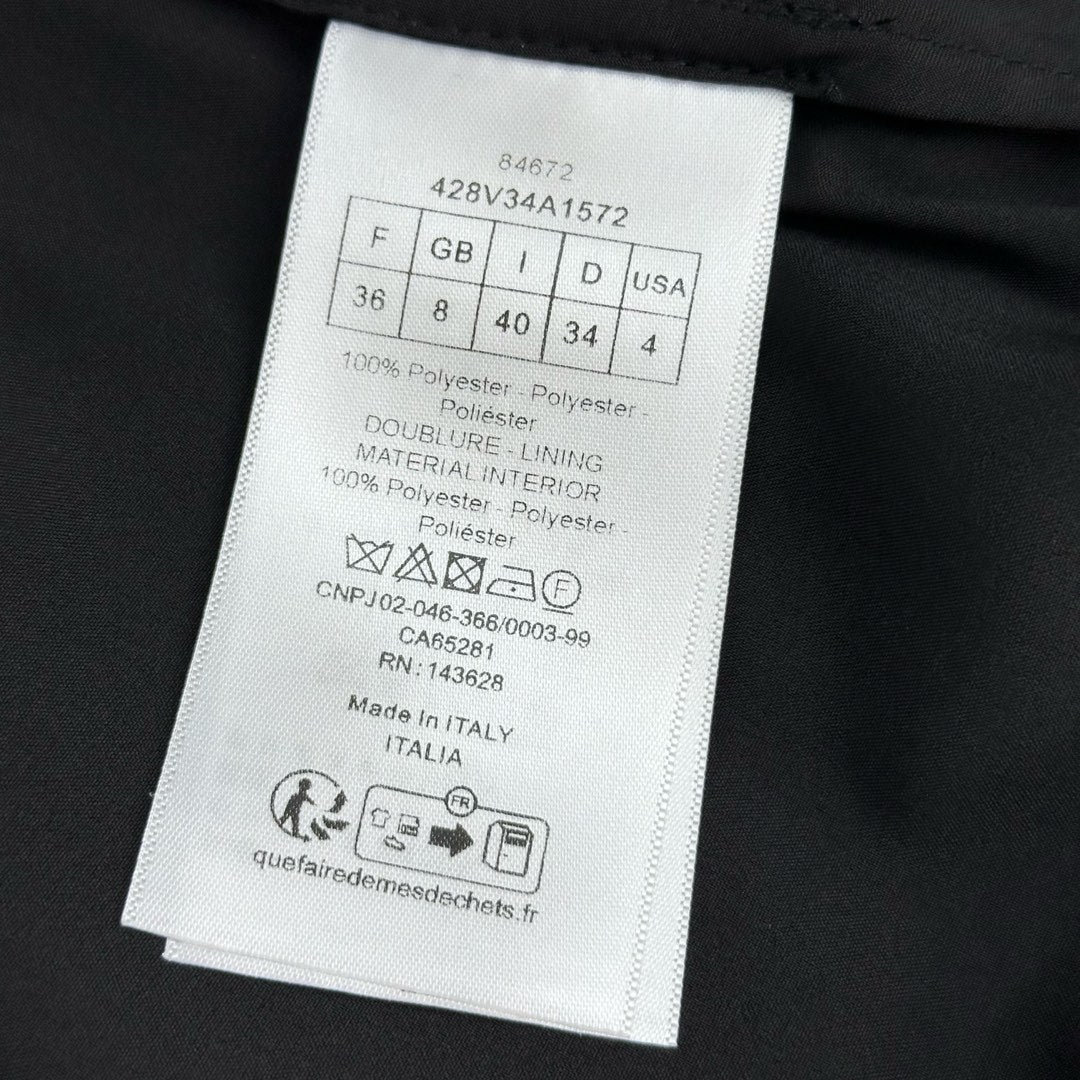 84672
428V34A1572
F GB I D USA
36 8 40 34 4
100% Polyester - Polyester -
Poliéster
DOUBLURE - LINING
MATERIAL INTERIOR
100% Polyester - Polyester -
Poliéster
F
CNPJ02-046-366/0003-99
CA65281
RN:143628
Made In ITALY
ITALIA
FR
quefairedemesdechets.fr